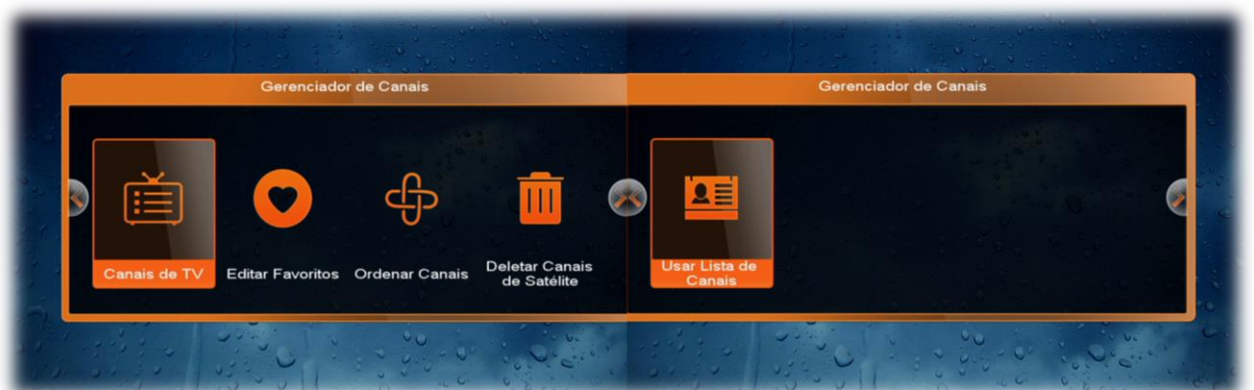 Gerenciador de Canais
Canais de TV
Editar Favoritos
Ordenar Canais
Deletar Canais
de Satélite
Gerenciador de Canais
Usar Lista de
Canais